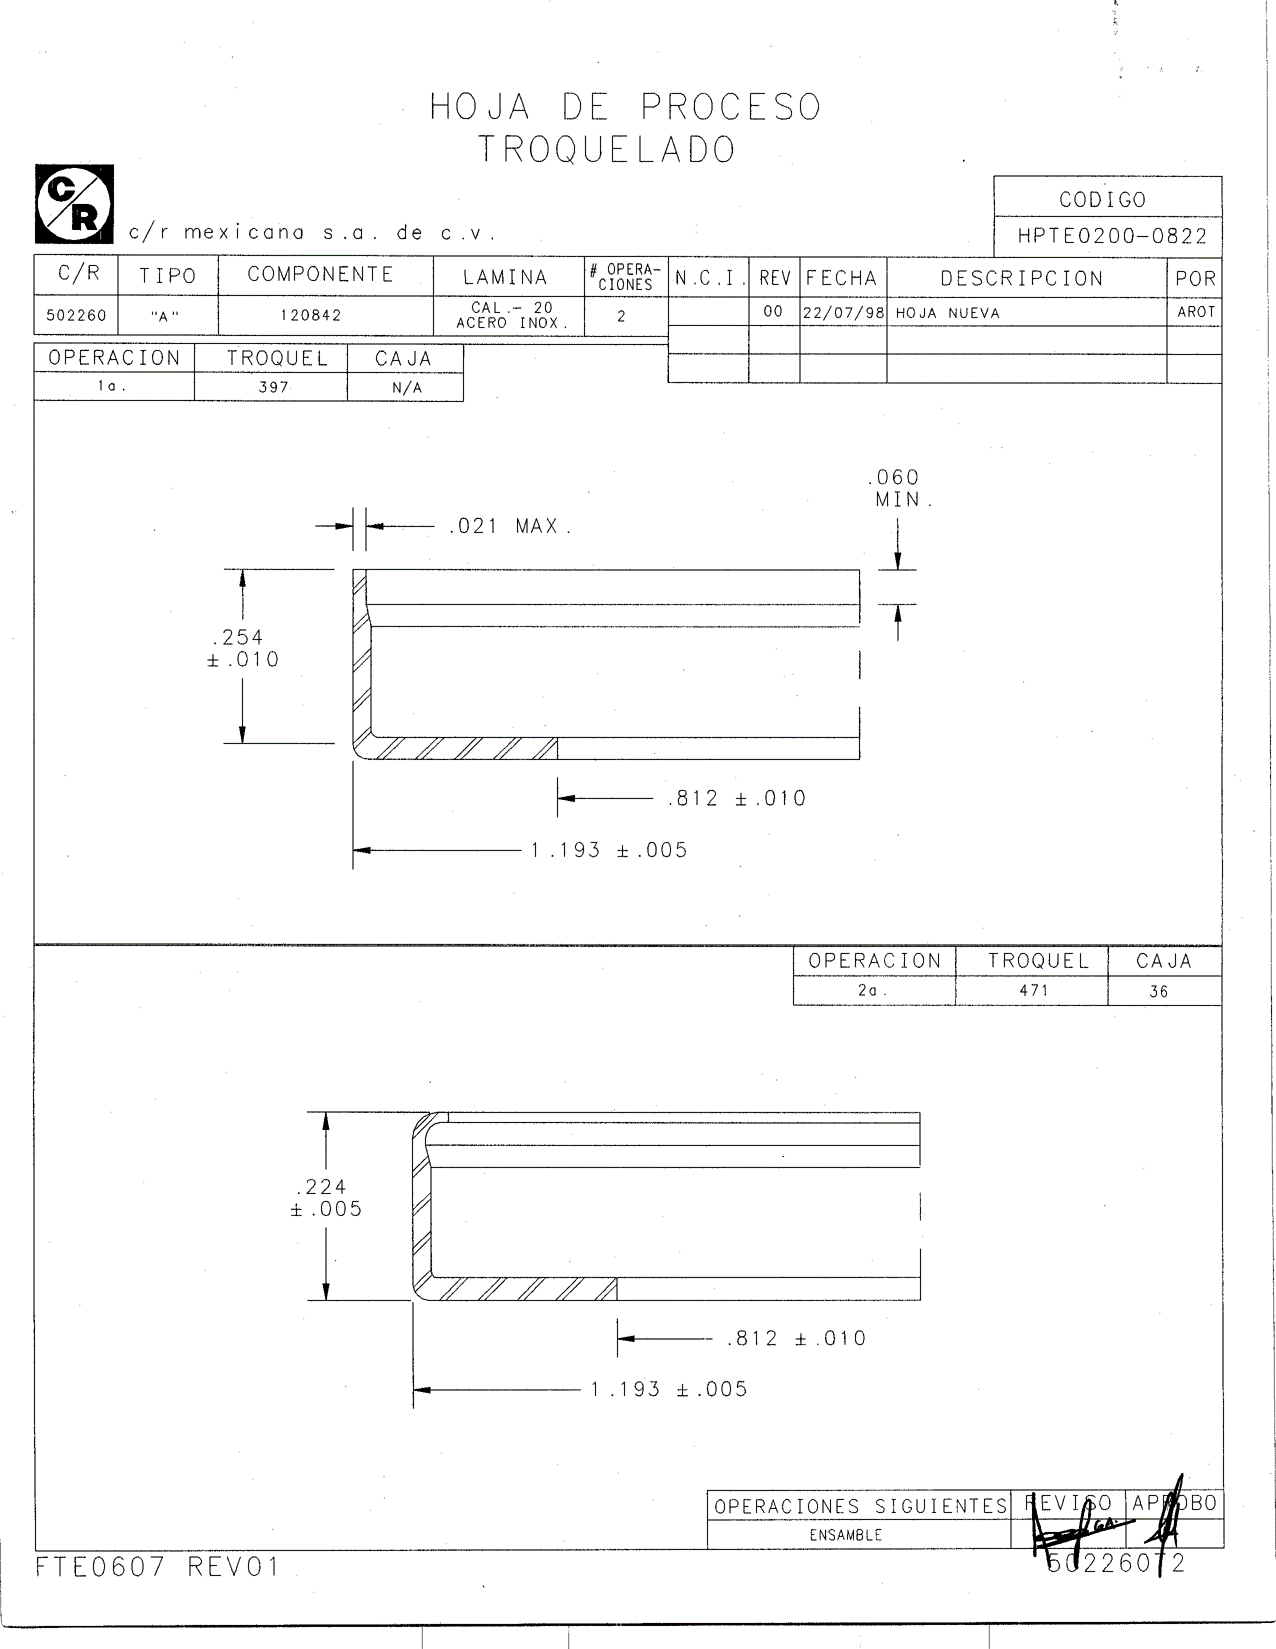 HOJA DE PROCESO
TROQUELADO
C/R
c/r mexicana s.a. de c.v.
CODIGO
HPTE0200-0822
C/R TIPO COMPONENTE LAMINA # OPERA-CIONES N.C.I. REV FECHA DESCRIPCION POR
502260 "A" 120842 CAL.- 20 ACERO INOX. 2 00 22/07/98 HOJA NUEVA AROT
OPERACION TROQUEL CAJA
1a. 397 N/A
.060
MIN.
.021 MAX.
.254
±.010
.812 ±.010
1.193 ±.005
OPERACION TROQUEL CAJA
2a. 471 36
.224
±.005
.812 ±.010
1.193 ±.005
OPERACIONES SIGUIENTES REVISO APROBO
ENSAMBLE
FTE0607 REV01